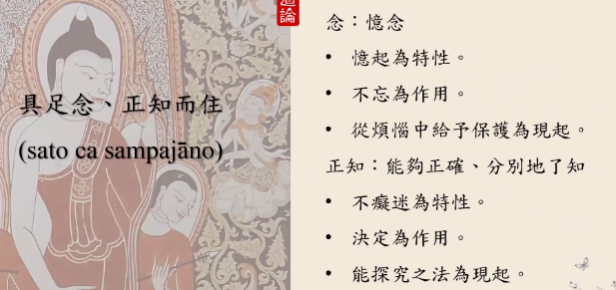 論
具足念、正知而住
(sato ca sampajāno)
念：憶念
• 憶起為特性。
• 不忘為作用。
• 從煩惱中給予保護為現起。
正知：能夠正確、分別地了知
• 不癡迷為特性。
• 決定為作用。
• 能探究之法為現起。